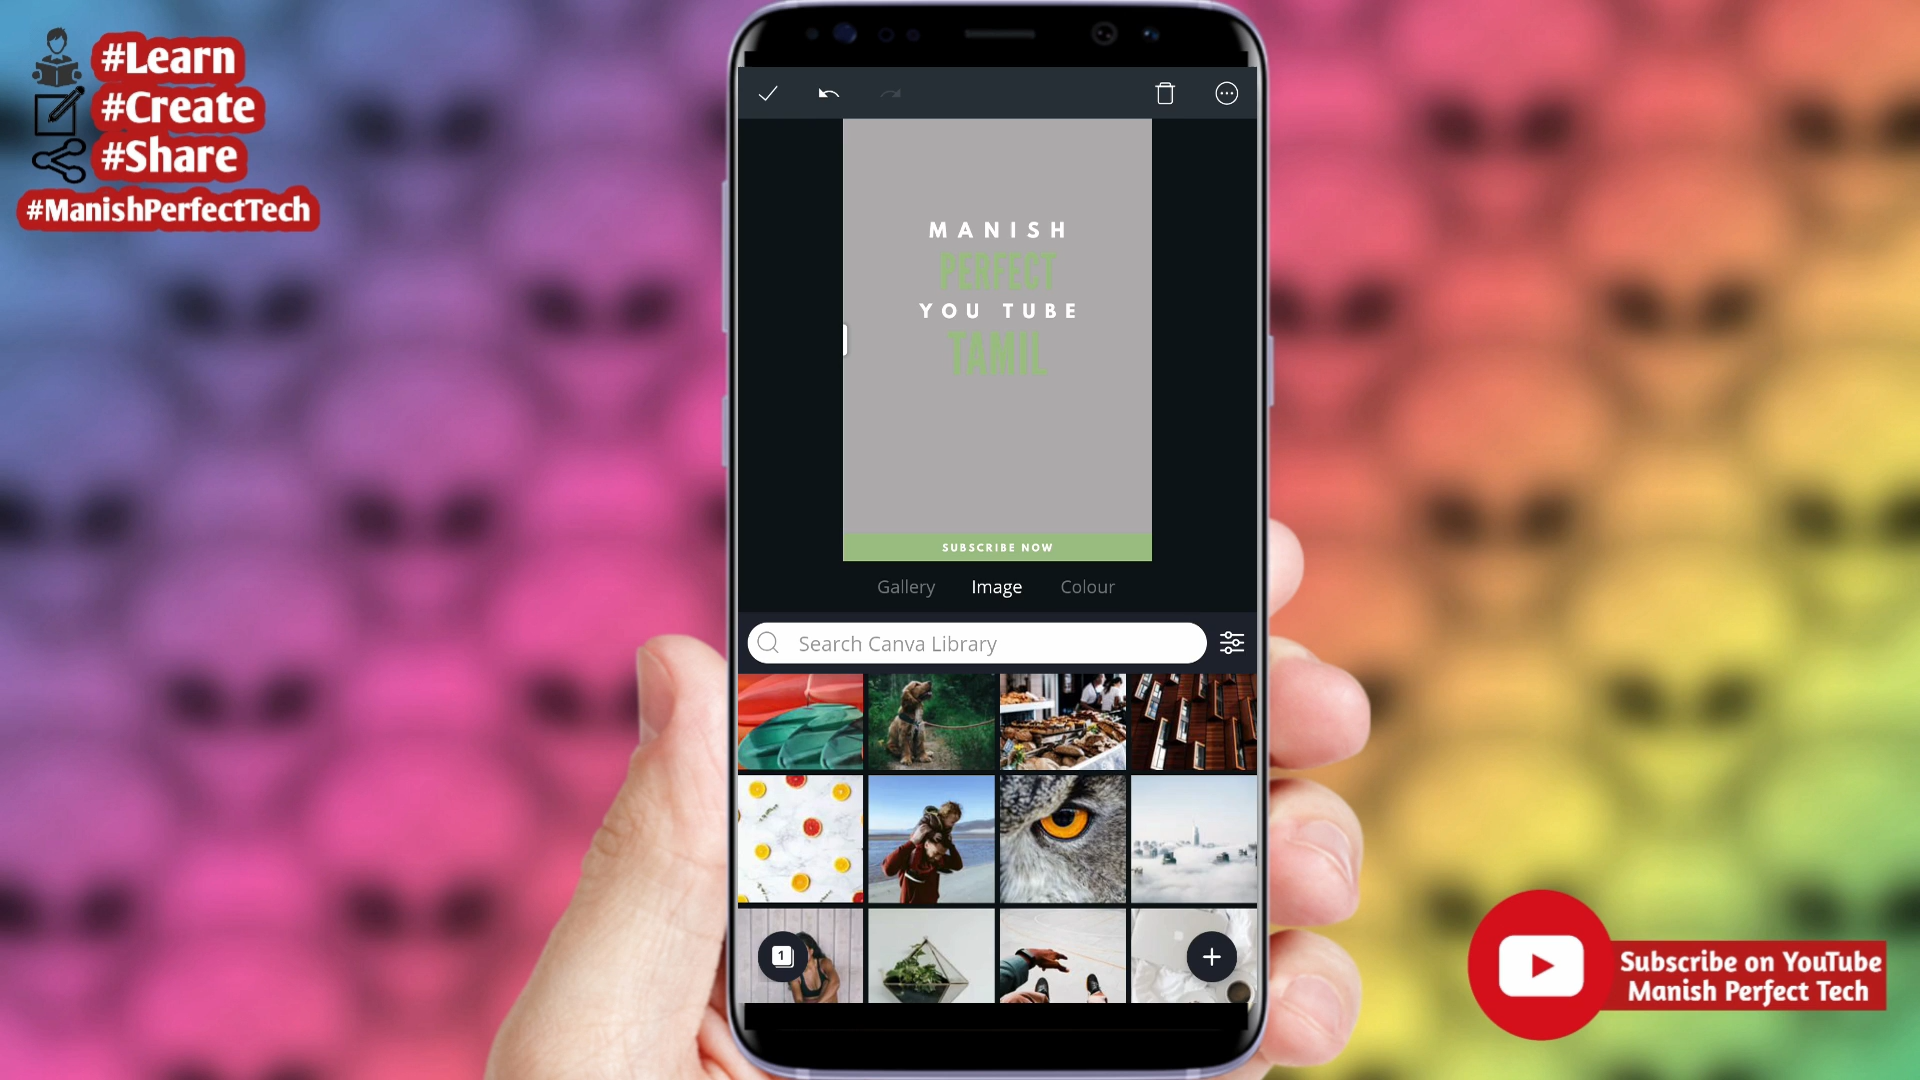 #Learn
#Create
#Share
#ManishPerfectTech
MANISH
PERFECT
YOU TUBE
TAMIL
SUBSCRIBE NOW
Gallery Image Colour
Search Canva Library
1
Subscribe on YouTube
Manish Perfect Tech